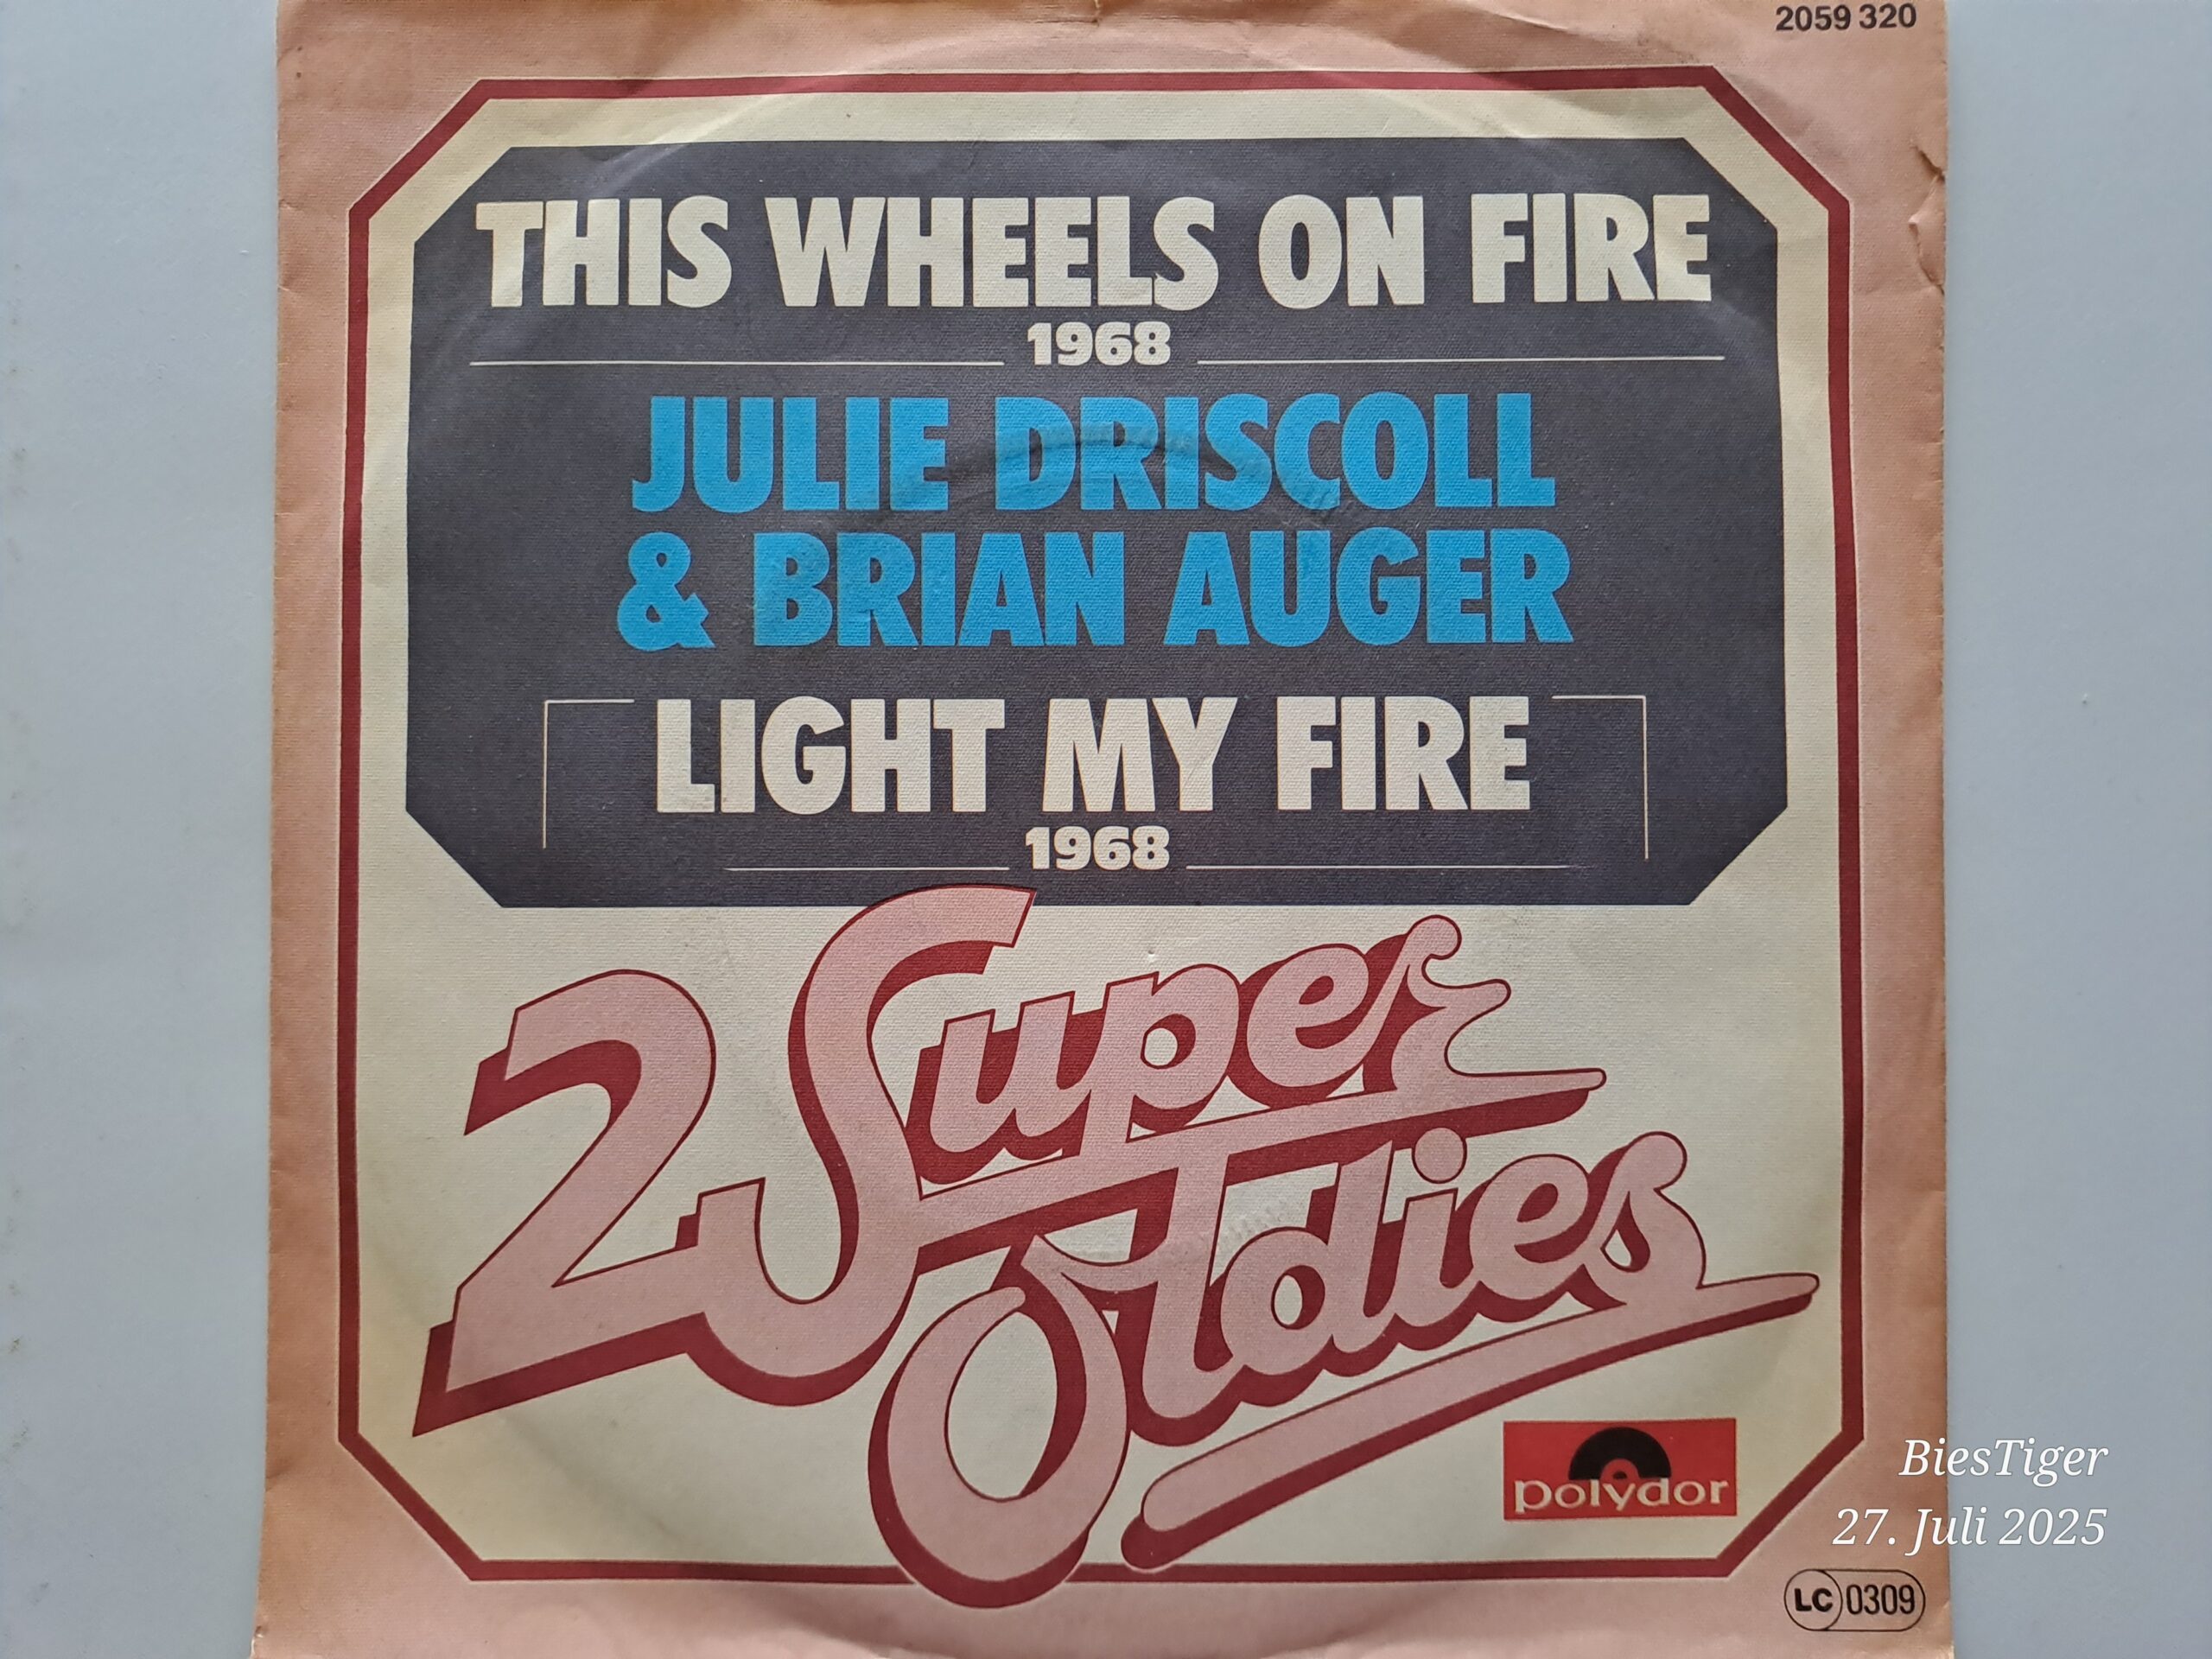 2059 320
THIS WHEELS ON FIRE
1968
JULIE DRISCOLL
& BRIAN AUGER
LIGHT MY FIRE
1968
2 Super
Oldies
polydor
BiesTiger
27. Juli 2025
LC 0309